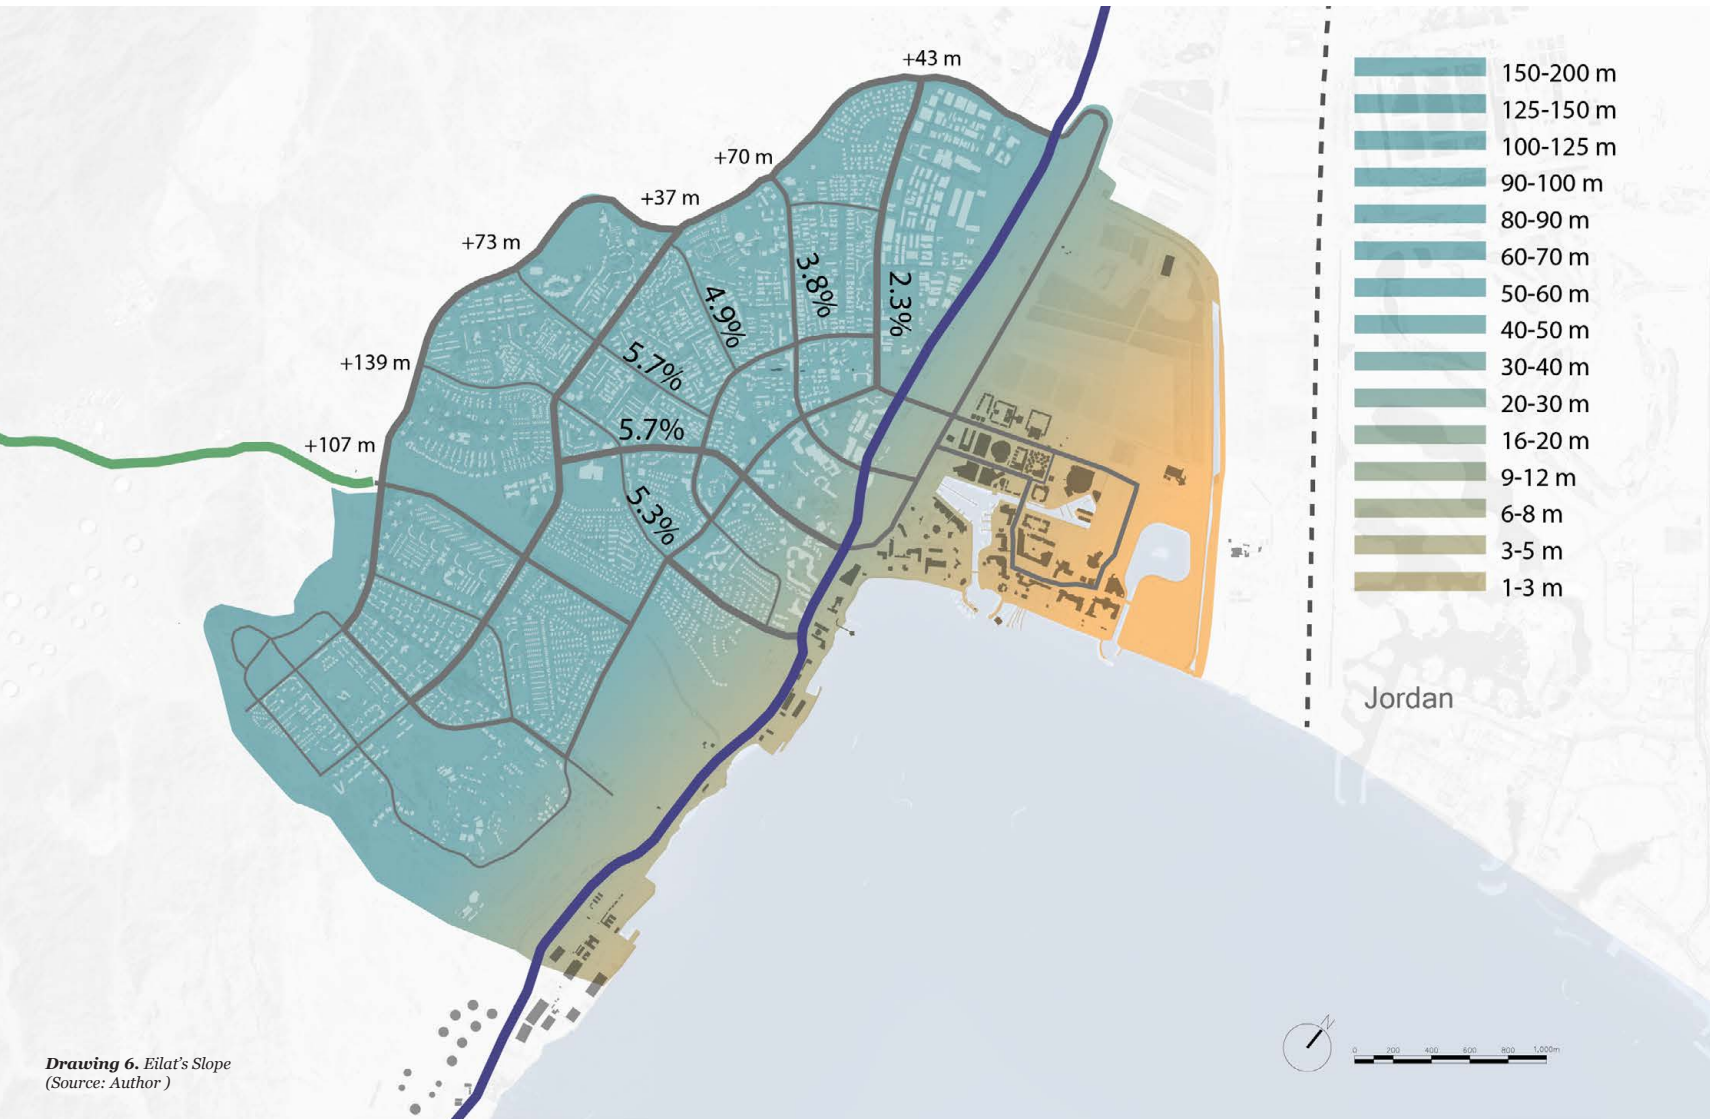 +43 m
+70 m
+37 m
+73 m
+139 m
+107 m
3.8%
2.3%
4.9%
5.7%
5.7%
5.3%
150-200 m
125-150 m
100-125 m
90-100 m
80-90 m
60-70 m
50-60 m
40-50 m
30-40 m
20-30 m
16-20 m
9-12 m
6-8 m
3-5 m
1-3 m
Jordan
N
0 200 400 600 800 1,000m
Drawing 6. Eilat's Slope
(Source: Author )